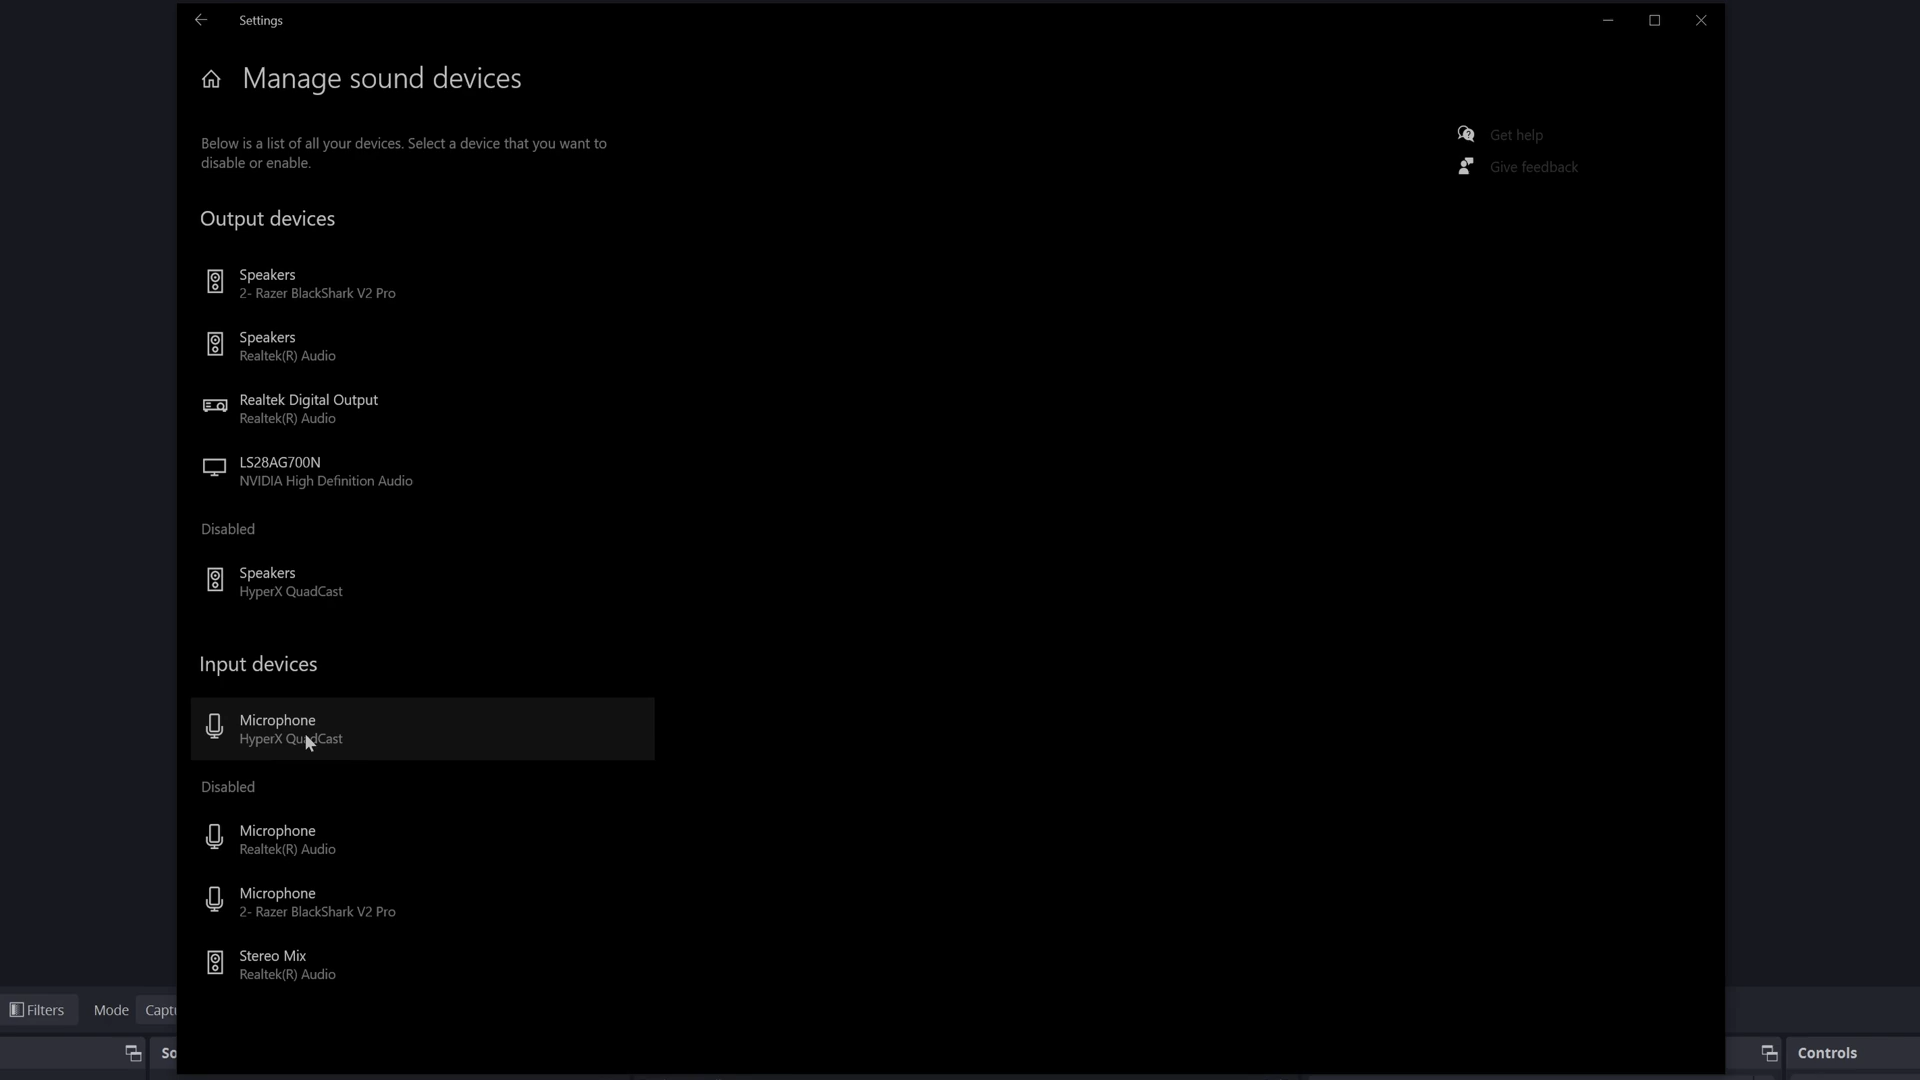 Settings
Manage sound devices
Below is a list of all your devices. Select a device that you want to
disable or enable.
Get help
Give feedback
Output devices
Speakers
2- Razer BlackShark V2 Pro
Speakers
Realtek(R) Audio
Realtek Digital Output
Realtek(R) Audio
LS28AG700N
NVIDIA High Definition Audio
Disabled
Speakers
HyperX QuadCast
Input devices
Microphone
HyperX QuadCast
Disabled
Microphone
Realtek(R) Audio
Microphone
2- Razer BlackShark V2 Pro
Stereo Mix
Realtek(R) Audio
Filters Mode Captu
So
Controls